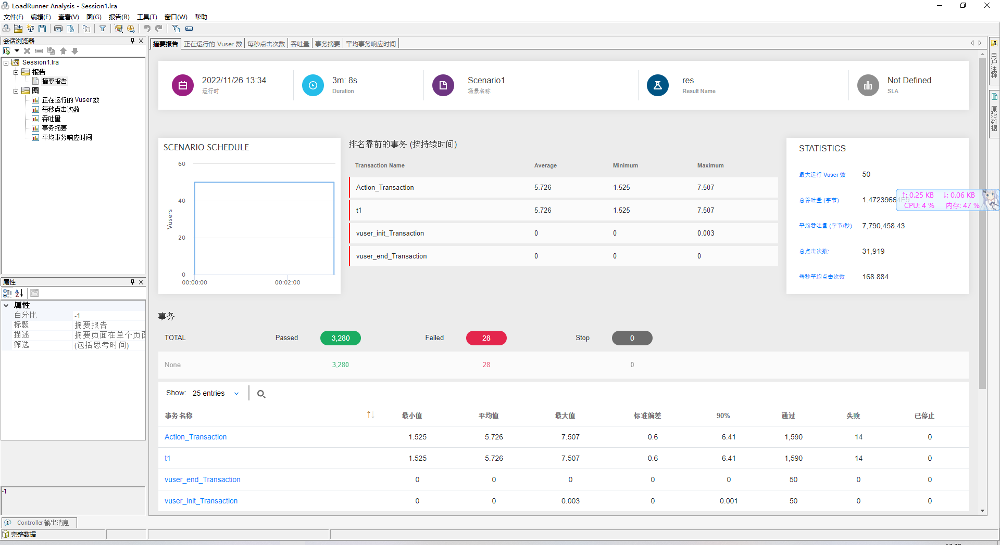 LoadRunner Analysis - Session1.lra
文件(F) 编辑(E) 查看(V) 图(G) 报告(R) 工具(T) 窗口(W) 帮助
会话浏览器
Session1.lra
报告
摘要报告
图
正在运行的 Vuser 数
每秒点击次数
吞吐量
事务摘要
平均事务响应时间
属性
属性
百分比 -1
标题 摘要报告
描述 摘要页面在单个页面
筛选 (包括思考时间)
-1
Controller 输出消息
完整数据
摘要报告 正在运行的 Vuser 数 每秒点击次数 吞吐量 事务摘要 平均事务响应时间
2022/11/26 13:34
运行时
3m: 8s
Duration
Scenario1
场景名称
res
Result Name
Not Defined
SLA
SCENARIO SCHEDULE
60
40
20
0
Vusers
00:00:00 00:02:00
排名靠前的事务 (按持续时间)
Transaction Name Average Minimum Maximum
Action_Transaction 5.726 1.525 7.507
t1 5.726 1.525 7.507
vuser_init_Transaction 0 0 0.003
vuser_end_Transaction 0 0 0
STATISTICS
最大运行 Vuser 数 50
总吞吐量 (字节) 1.47239664E9
平均吞吐量 (字节/秒) 7,790,458.43
总点击次数: 31,919
每秒平均点击次数 168.884
↑: 0.25 KB ↓: 0.06 KB
CPU: 4 % 内存: 47 %
事务
TOTAL Passed 3,280 Failed 28 Stop 0
None 3,280 28 0
Show: 25 entries
事务名称 最小值 平均值 最大值 标准偏差 90% 通过 失败 已停止
Action_Transaction 1.525 5.726 7.507 0.6 6.41 1,590 14 0
t1 1.525 5.726 7.507 0.6 6.41 1,590 14 0
vuser_end_Transaction 0 0 0 0 0 50 0 0
vuser_init_Transaction 0 0 0.003 0 0.001 50 0 0
用户注释
原始数据